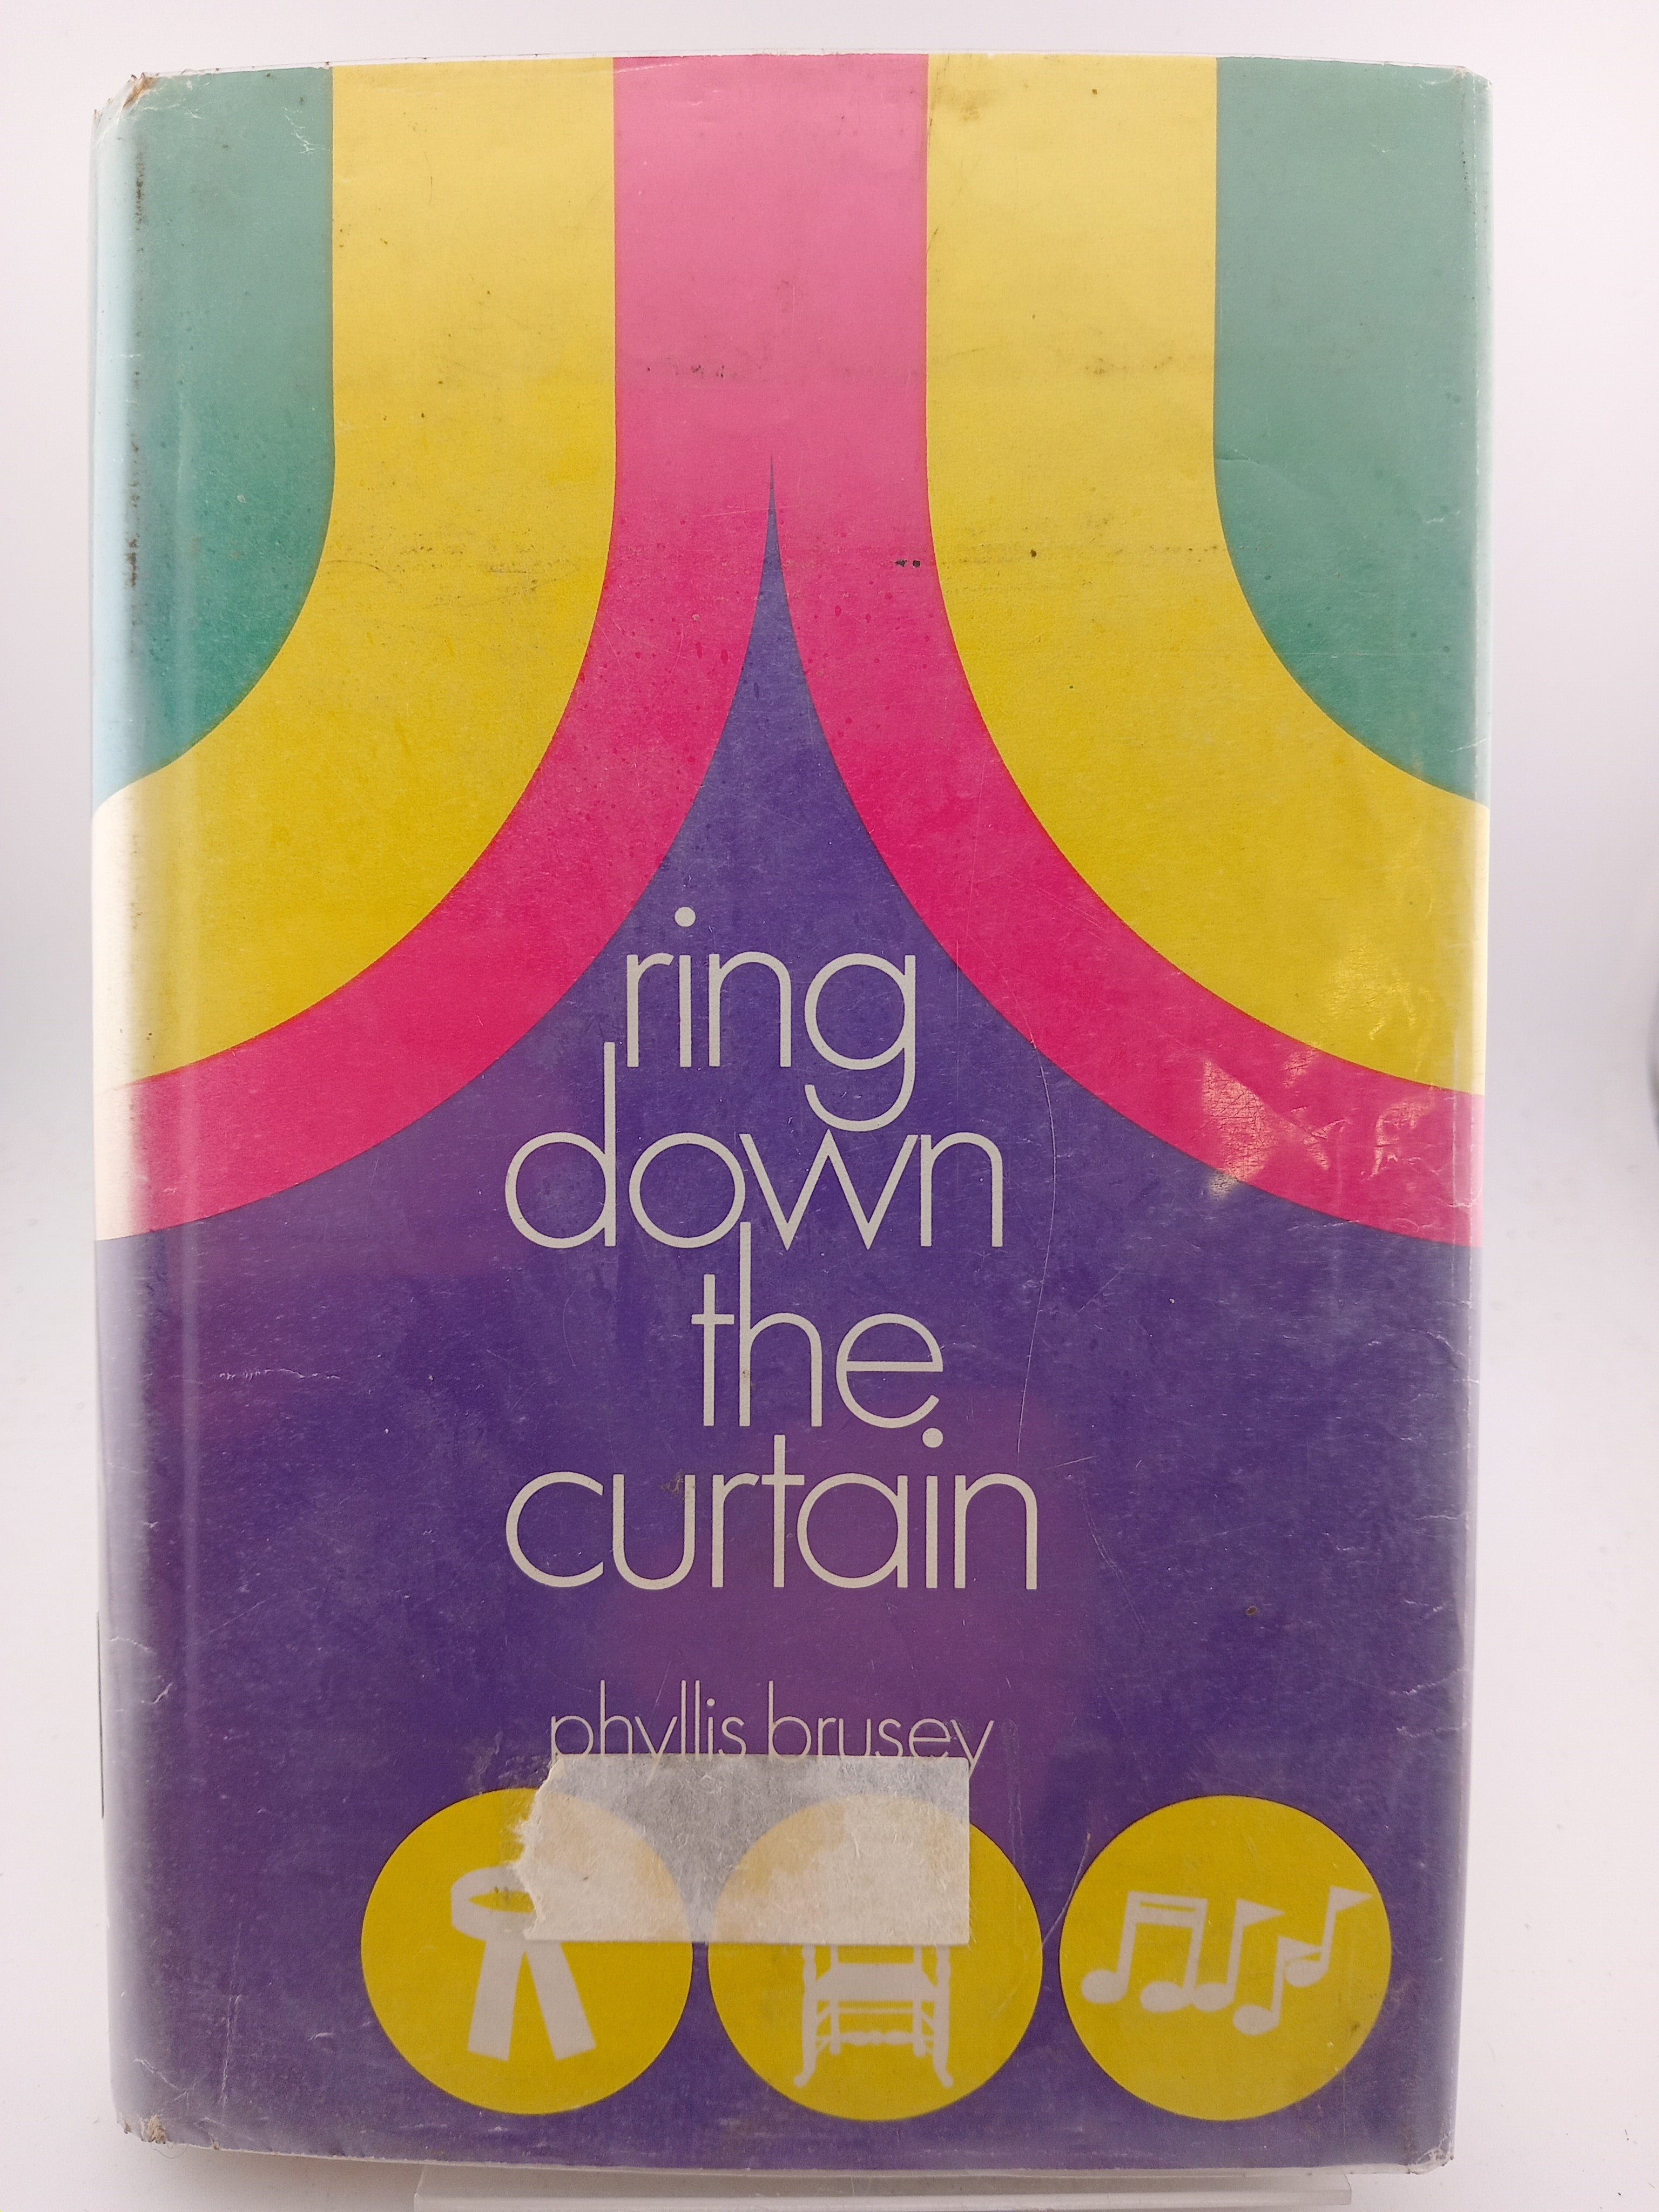 ring
down
the
curtain
phyllis brusey